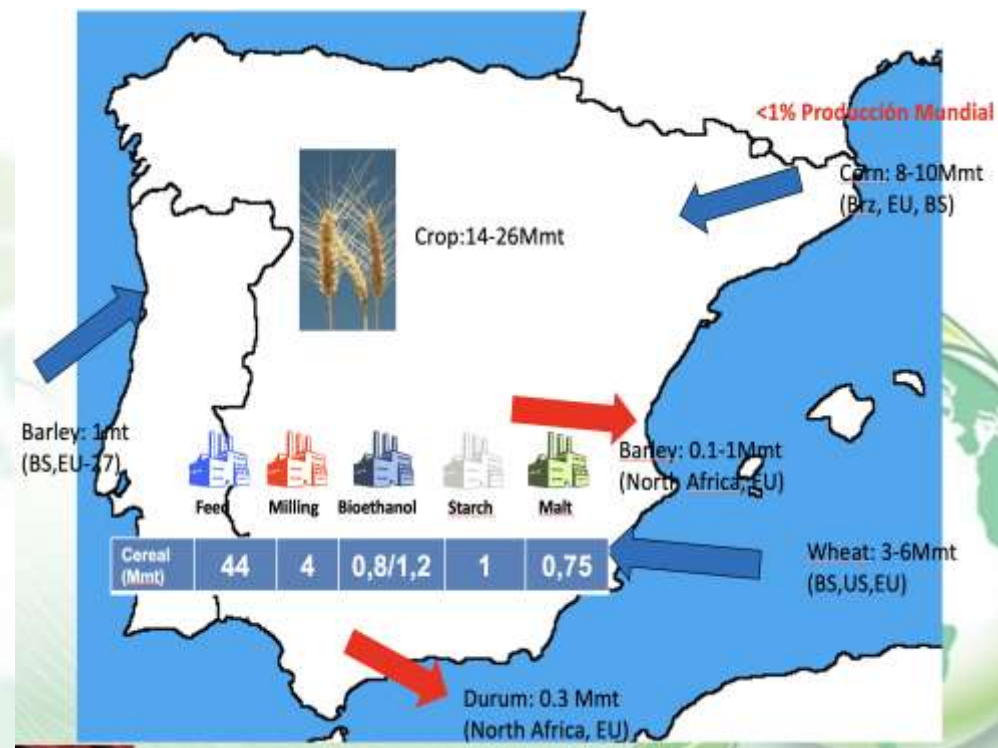 <1% Producción Mundial
Corn: 8-10Mmt
(Brz, EU, BS)
Crop:14-26Mmt
Barley: 1mt
(BS,EU-27)
Barley: 0.1-1Mmt
(North Africa, EU)
Feed Milling Bioethanol Starch Malt
Cereal
(Mmt) 44 4 0,8/1,2 1 0,75
Wheat: 3-6Mmt
(BS,US,EU)
Durum: 0.3 Mmt
(North Africa, EU)